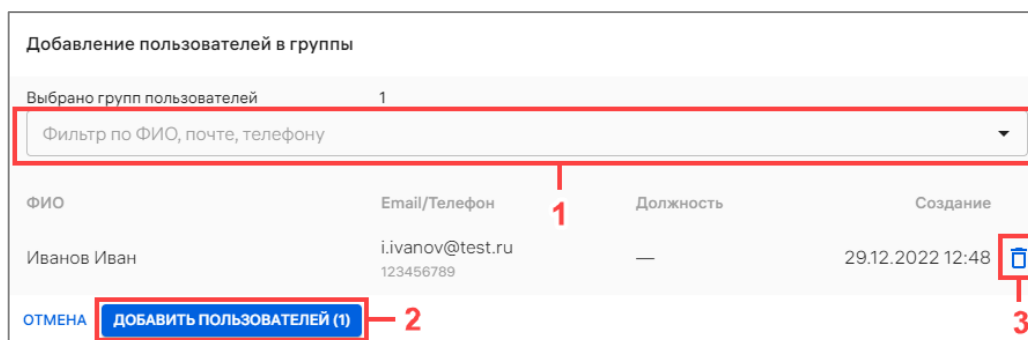 Добавление пользователей в группы
Выбрано групп пользователей 1
Фильтр по ФИО, почте, телефону
1
ФИО Email/Телефон Должность Создание
Иванов Иван i.ivanov@test.ru — 29.12.2022 12:48
123456789
ОТМЕНА ДОБАВИТЬ ПОЛЬЗОВАТЕЛЕЙ (1) 2 3